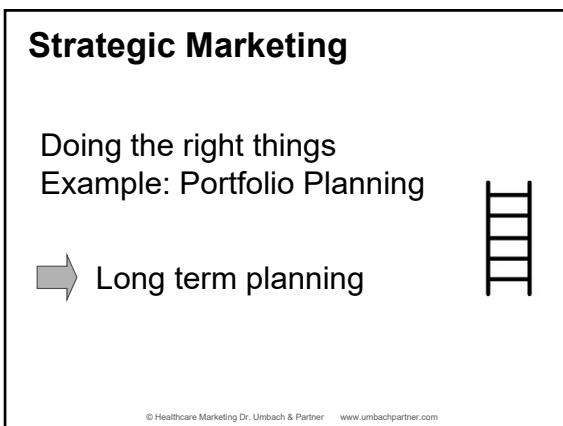 Strategic Marketing
Doing the right things
Example: Portfolio Planning
Long term planning
© Healthcare Marketing Dr. Umbach & Partner www.umbachpartner.com